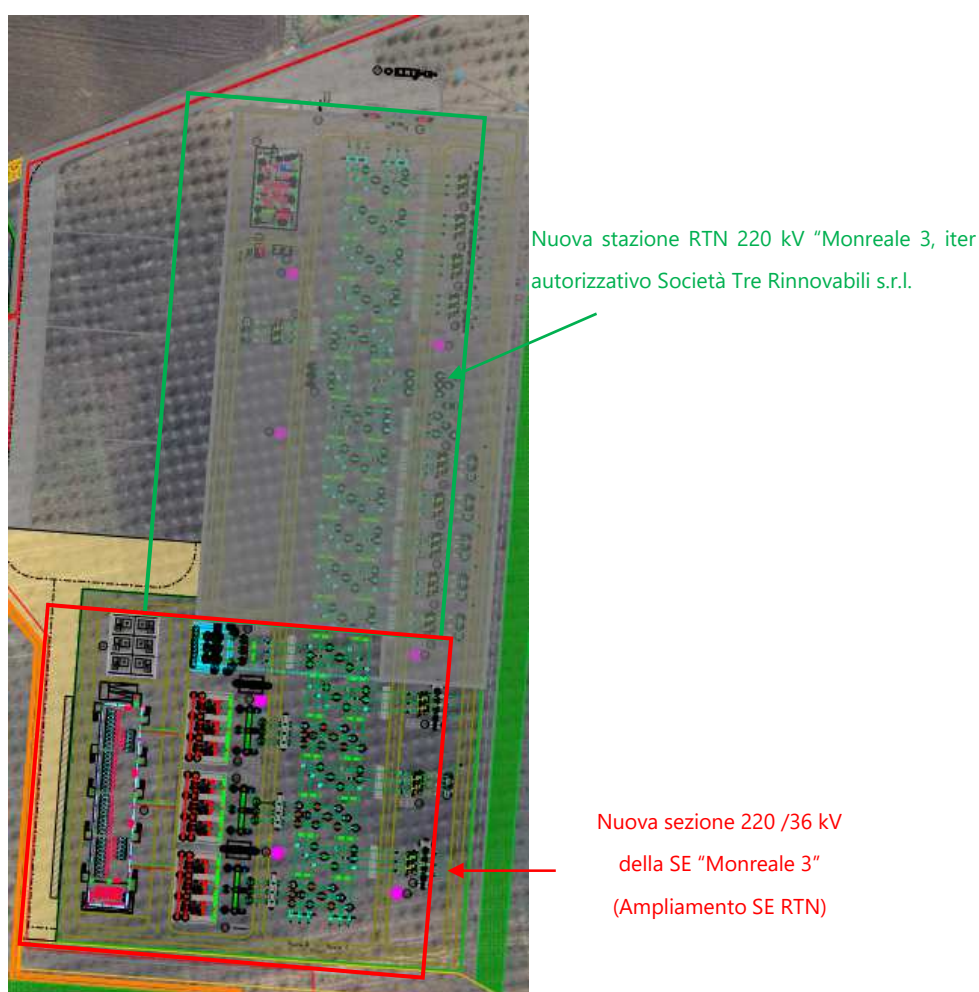 Nuova stazione RTN 220 kV “Monreale 3, iter
autorizzativo Società Tre Rinnovabili s.r.l.
Nuova sezione 220 /36 kV
della SE “Monreale 3”
(Ampliamento SE RTN)